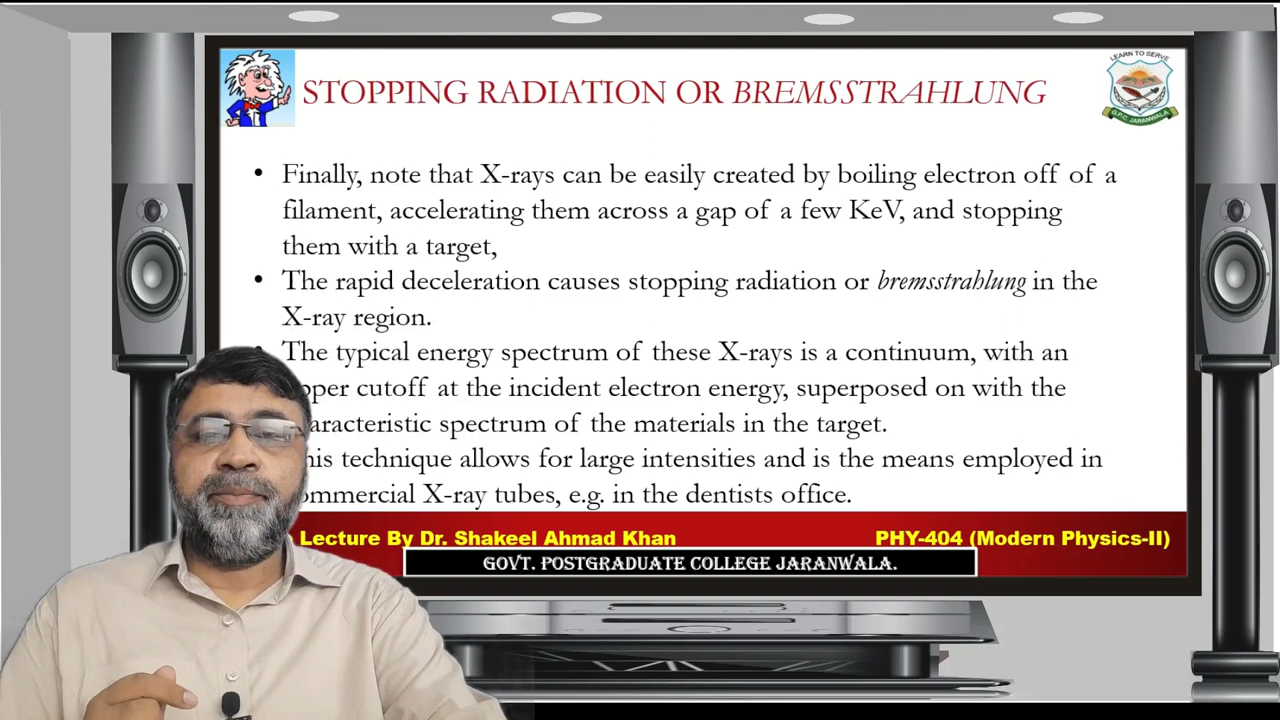 LEARN TO SERVE
STOPPING RADIATION OR BREMSSTRAHLUNG
G.P.C. JARANWALA
• Finally, note that X-rays can be easily created by boiling electron off of a
filament, accelerating them across a gap of a few KeV, and stopping
them with a target,
• The rapid deceleration causes stopping radiation or bremsstrahlung in the
X-ray region.
The typical energy spectrum of these X-rays is a continuum, with an
cutoff at the incident electron energy, superposed on with the
spectrum of the materials in the target.
technique allows for large intensities and is the means employed in
X-ray tubes, e.g. in the dentists office.
Lecture By Dr. Shakeel Ahmad Khan
PHY-404 (Modern Physics-II)
GOVT. POSTGRADUATE COLLEGE JARANWALA.